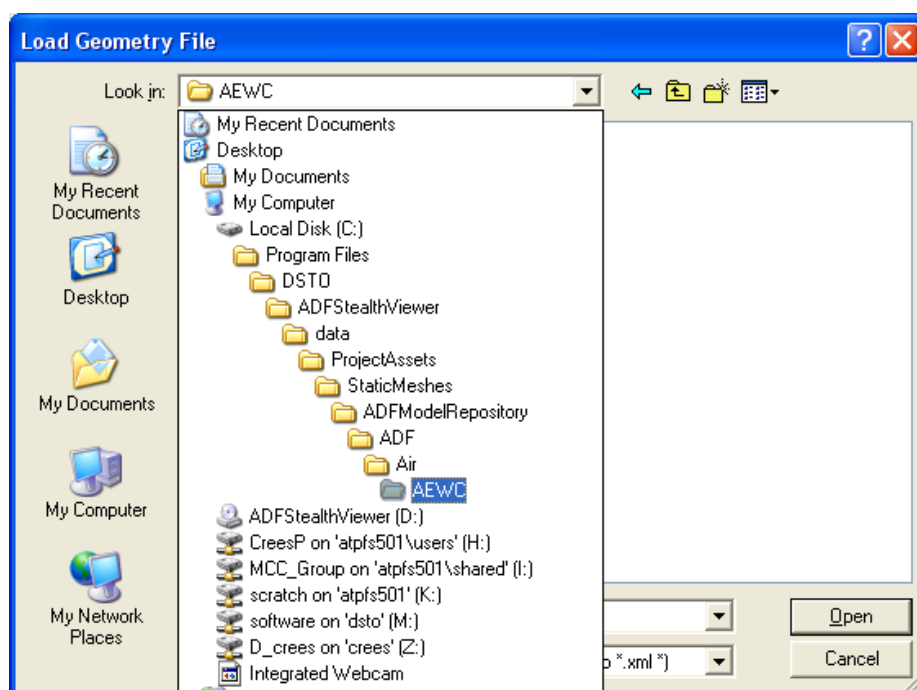 Load Geometry File
Look in: AEWC
My Recent Documents
Desktop
My Documents
My Computer
Local Disk (C:)
Program Files
DSTO
ADFStealthViewer
data
ProjectAssets
StaticMeshes
ADFModelRepository
ADF
Air
AEWC
ADFStealthViewer (D:)
CreesP on 'atpfs501\users' (H:)
MCC_Group on 'atpfs501\shared' (I:)
scratch on 'atpfs501' (K:)
software on 'dsto' (M:)
D_crees on 'crees' (Z:)
Integrated Webcam
My Recent
Documents
Desktop
My Documents
My Computer
My Network
Places
Open
*.xml *)
Cancel